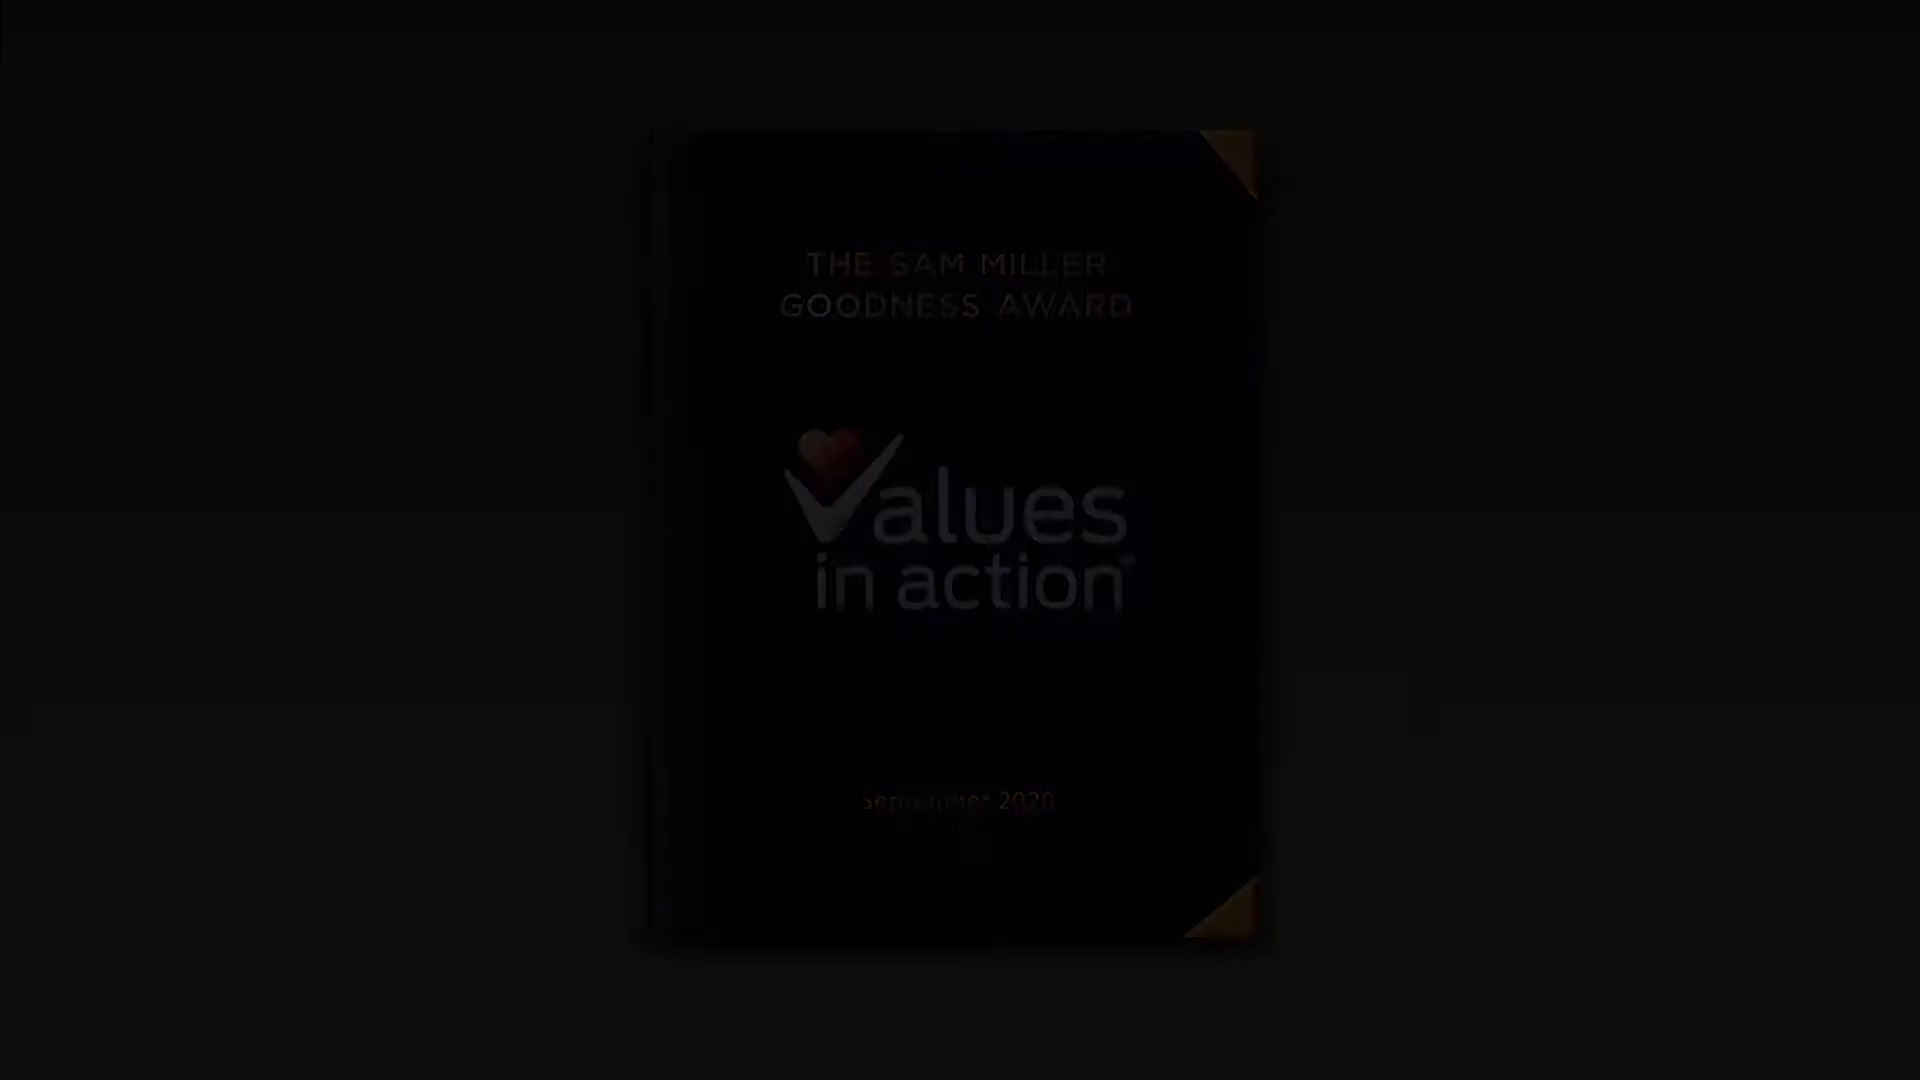 THE SAM MILLER
GOODNESS AWARD
Values
in action
September 2020